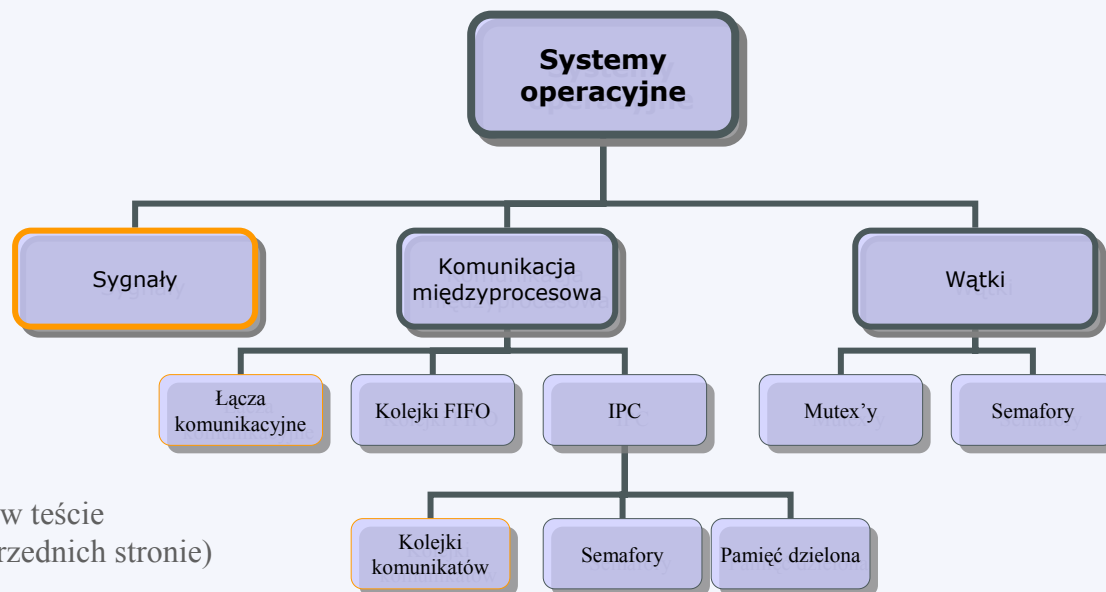 Systemy
operacyjne
Sygnały
Komunikacja
międzyprocesowa
Wątki
Łącza
komunikacyjne
Kolejki FIFO
IPC
Mutex’y
Semafory
w teście
rzednich stronie)
Kolejki
komunikatów
Semafory
Pamięć dzielona